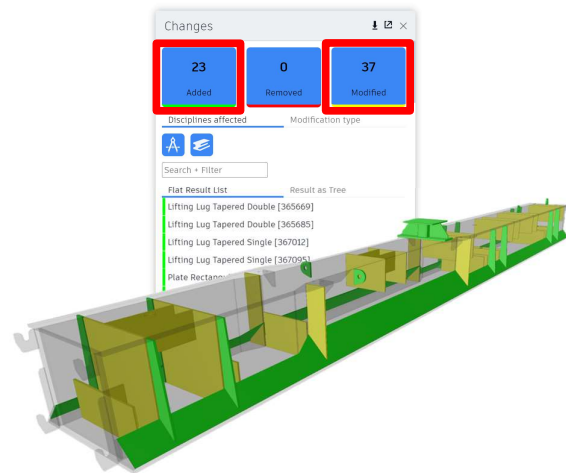 Changes
23
Added
0
Removed
37
Modified
Disciplines affected
Modification type
Search + Filter
Flat Result List
Result as Tree
Lifting Lug Tapered Double [365669]
Lifting Lug Tapered Double [365685]
Lifting Lug Tapered Single [367012]
Lifting Lug Tapered Single [367095]
Plate